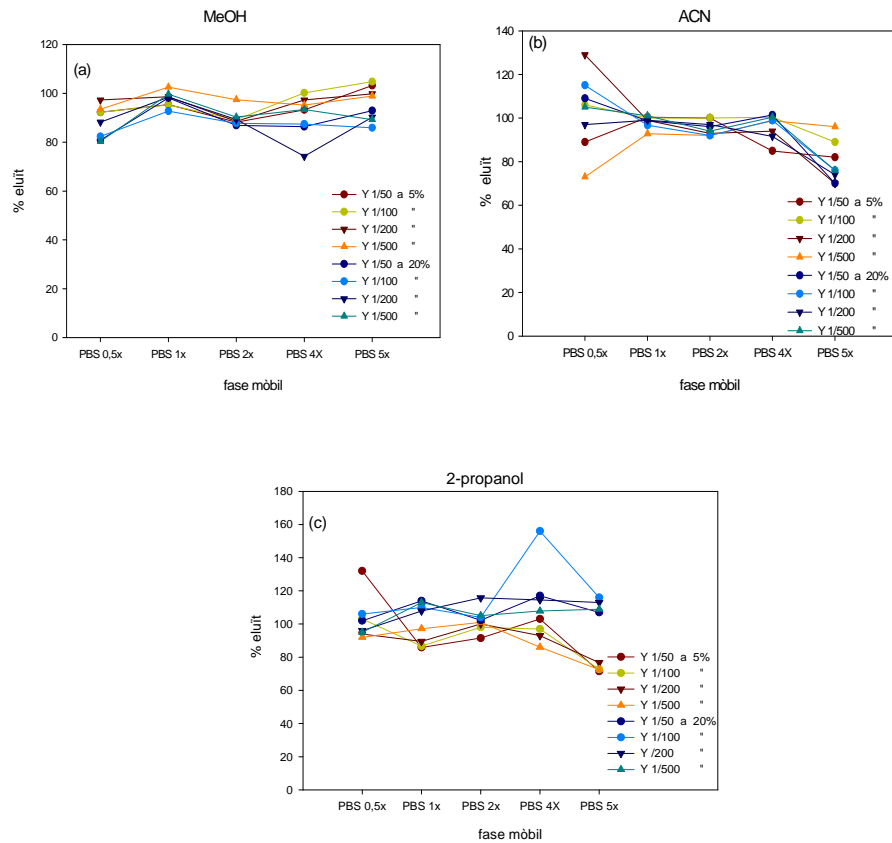 MeOH
(a)
120
100
80
60
40
20
0
% eluït
PBS 0,5x PBS 1x PBS 2x PBS 4X PBS 5x
fase mòbil
Y 1/50 a 5%
Y 1/100 "
Y 1/200 "
Y 1/500 "
Y 1/50 a 20%
Y 1/100 "
Y 1/200 "
Y 1/500 "
ACN
(b)
140
120
100
80
60
40
20
0
% eluït
PBS 0,5x PBS 1x PBS 2x PBS 4X PBS 5x
fase mòbil
Y 1/50 a 5%
Y 1/100 "
Y 1/200 "
Y 1/500 "
Y 1/50 a 20%
Y 1/100 "
Y 1/200 "
Y 1/500 "
2-propanol
(c)
180
160
140
120
100
80
60
40
20
0
% eluït
PBS 0,5x PBS 1x PBS 2x PBS 4X PBS 5x
fase mòbil
Y 1/50 a 5%
Y 1/100 "
Y 1/200 "
Y 1/500 "
Y 1/50 a 20%
Y 1/100 "
Y /200 "
Y 1/500 "